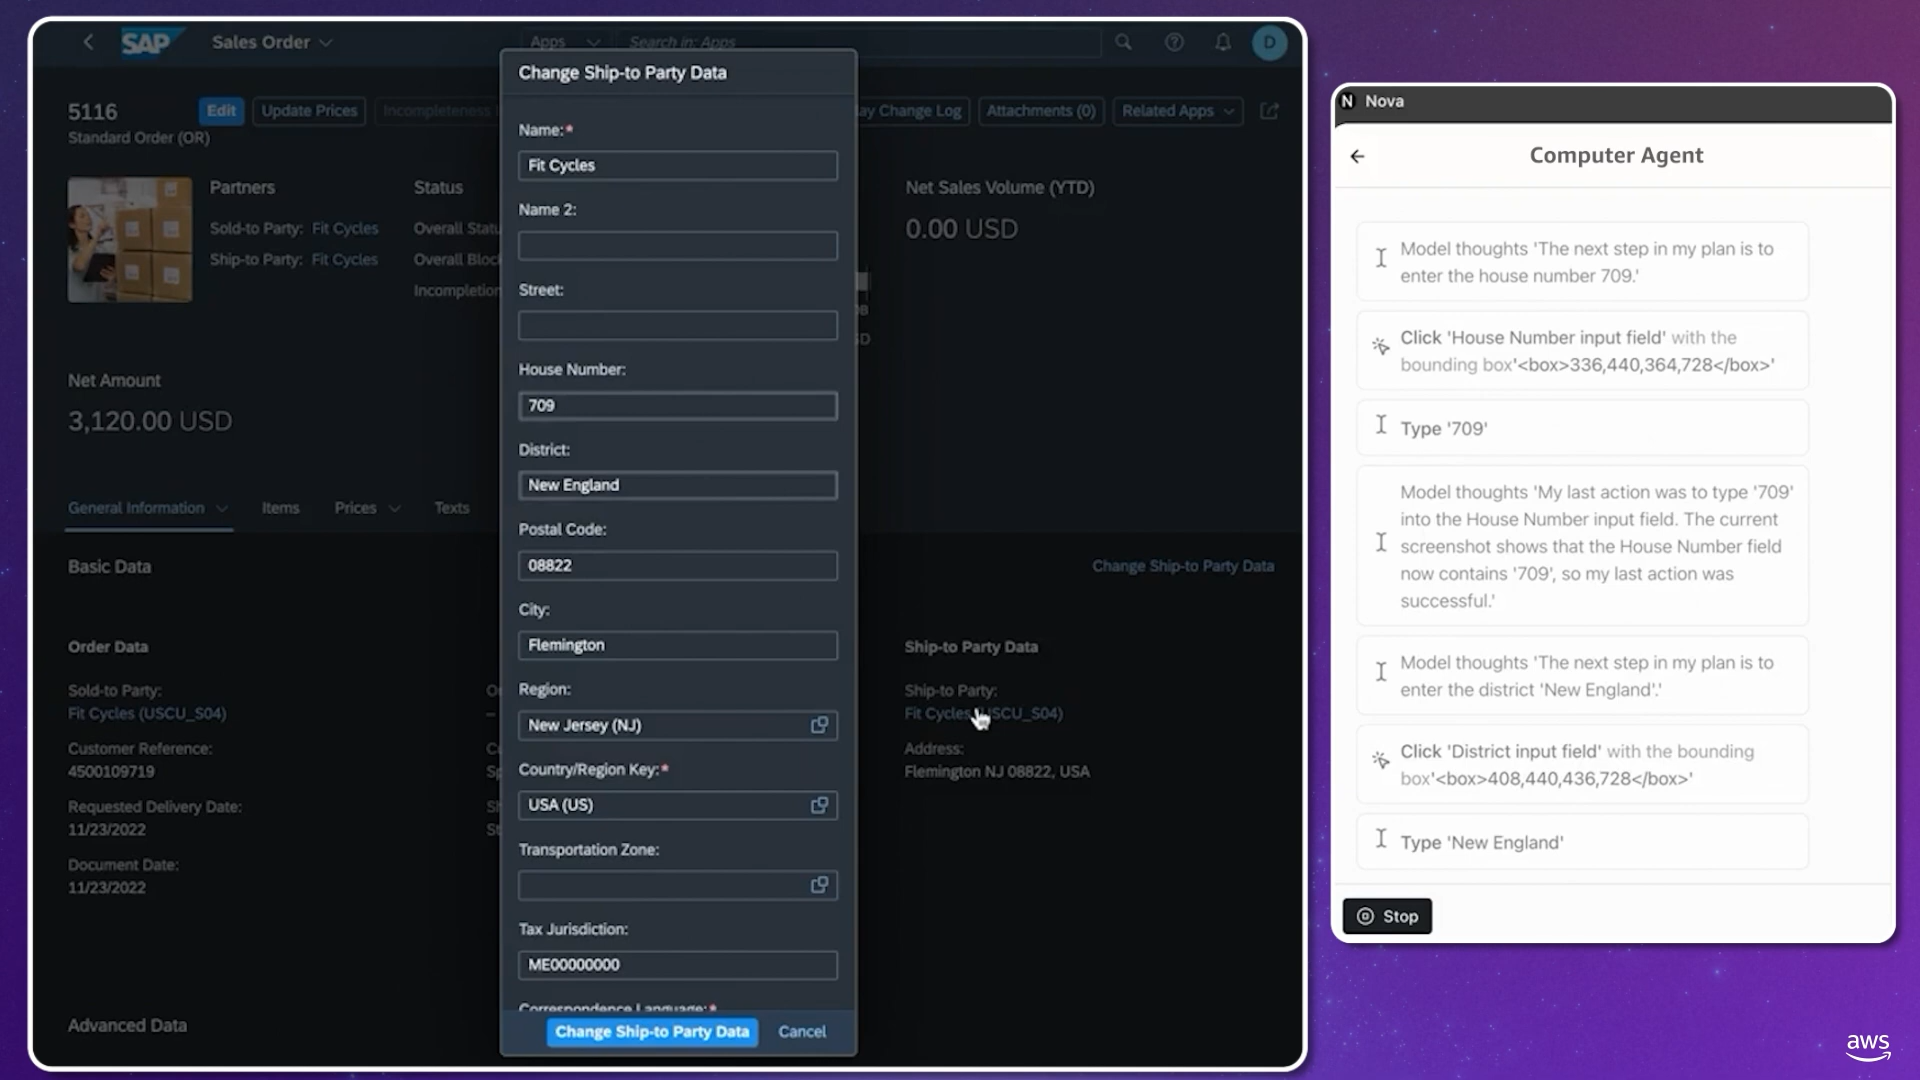 SAP
Sales Order
Apps
Search in: Apps
D
5116
Edit
Update Prices
Incompleteness
ay Change Log
Attachments (0)
Related Apps
Standard Order (OR)
Partners
Sold-to Party: Fit Cycles
Ship-to Party: Fit Cycles
Status
Overall Statu
Overall Bloc
Incompletion
Net Sales Volume (YTD)
0.00 USD
Net Amount
3,120.00 USD
General Information
Items
Prices
Texts
Basic Data
Change Ship-to Party Data
Order Data
Sold-to Party:
Fit Cycles (USCU_S04)
Customer Reference:
4500109719
Requested Delivery Date:
11/23/2022
Document Date:
11/23/2022
Ship-to Party Data
Ship-to Party:
Fit Cycles (USCU_S04)
Address:
Flemington NJ 08822, USA
Advanced Data
Change Ship-to Party Data
Name:*
Fit Cycles
Name 2:
Street:
House Number:
709
District:
New England
Postal Code:
08822
City:
Flemington
Region:
New Jersey (NJ)
Country/Region Key:*
USA (US)
Transportation Zone:
Tax Jurisdiction:
ME00000000
Correspondence Language:*
Change Ship-to Party Data
Cancel
N Nova
Computer Agent
Model thoughts 'The next step in my plan is to
enter the house number 709.'
Click 'House Number input field' with the
bounding box'<box>336,440,364,728</box>'
Type '709'
Model thoughts 'My last action was to type '709'
into the House Number input field. The current
screenshot shows that the House Number field
now contains '709', so my last action was
successful.'
Model thoughts 'The next step in my plan is to
enter the district 'New England'.'
Click 'District input field' with the bounding
box'<box>408,440,436,728</box>'
Type 'New England'
Stop
aws